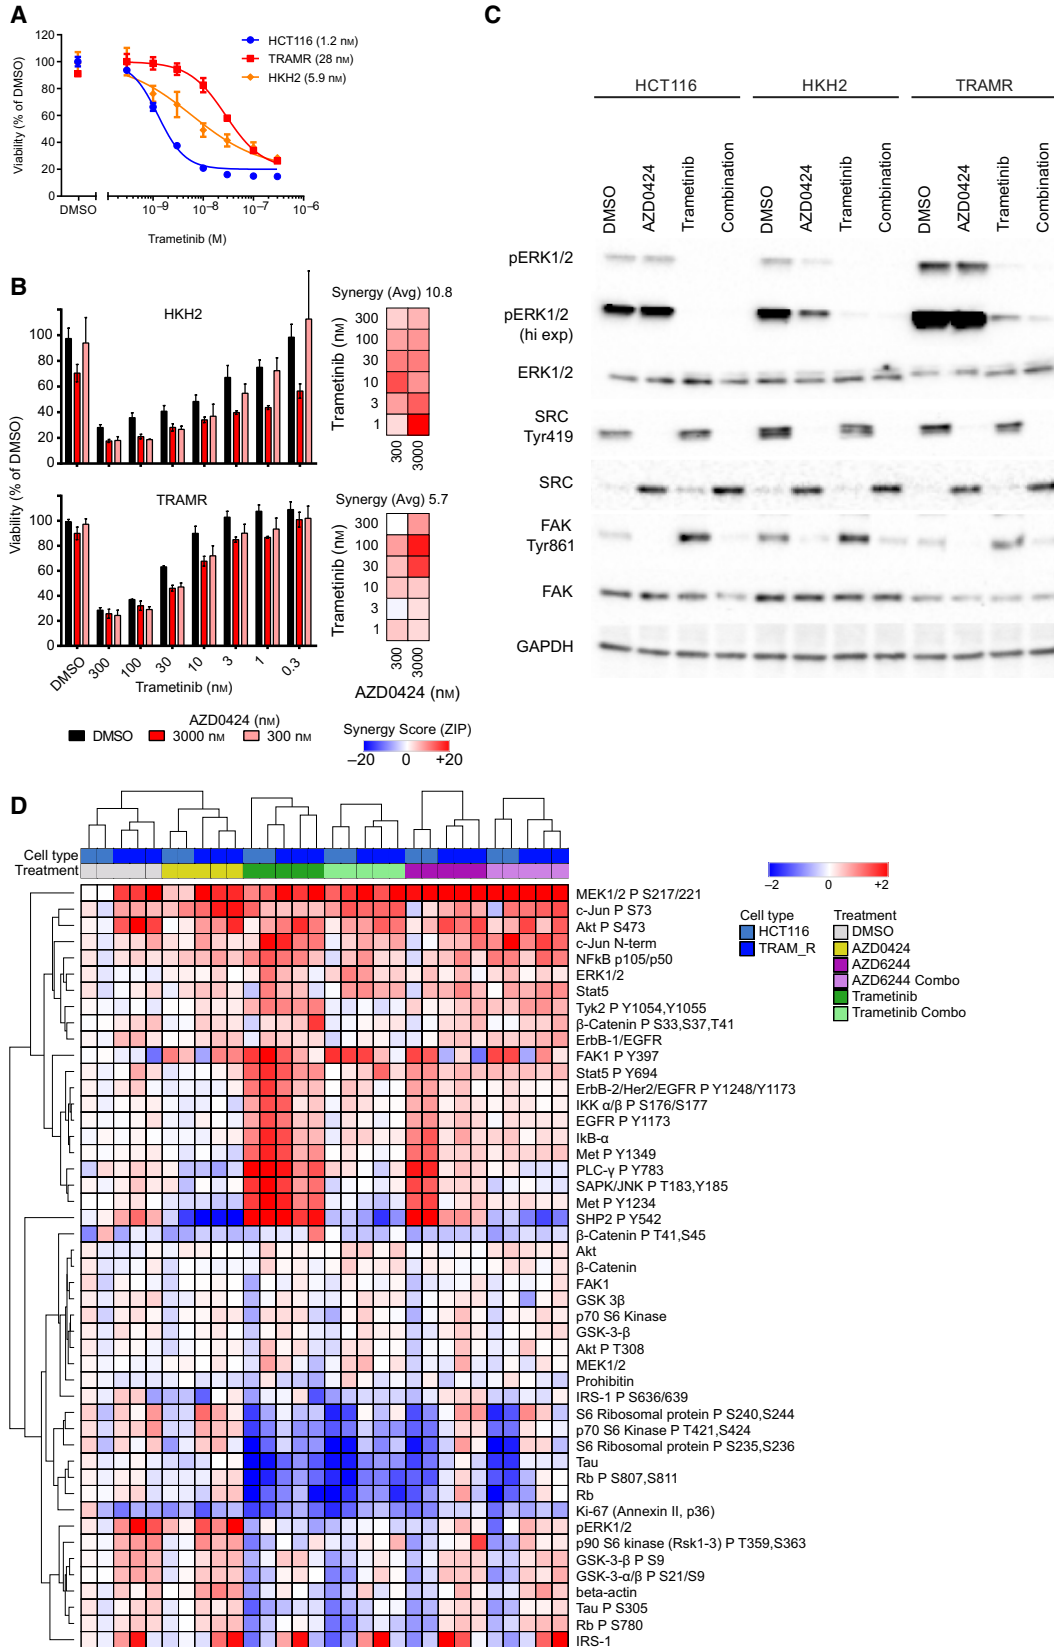 A
120
100
80
60
40
20
0
Viability (% of DMSO)
HCT116 (1.2 nM)
TRAMR (28 nM)
HKH2 (5.9 nM)
DMSO
10−9
10−8
10−7
10−6
Trametinib (M)
B
HKH2
100
80
60
40
20
0
TRAMR
100
80
60
40
20
0
Viability (% of DMSO)
DMSO
300
100
30
10
3
1
0.3
Trametinib (nM)
AZD0424 (nM)
DMSO
3000 nM
300 nM
Synergy (Avg) 10.8
Trametinib (nM)
300
100
30
10
3
1
300
3000
Synergy (Avg) 5.7
Trametinib (nM)
300
100
30
10
3
1
300
3000
AZD0424 (nM)
Synergy Score (ZIP)
−20
0
+20
C
HCT116
HKH2
TRAMR
DMSO
AZD0424
Trametinib
Combination
DMSO
AZD0424
Trametinib
Combination
DMSO
AZD0424
Trametinib
Combination
pERK1/2
pERK1/2
(hi exp)
ERK1/2
SRC
Tyr419
SRC
FAK
Tyr861
FAK
GAPDH
D
Cell type
Treatment
MEK1/2 P S217/221
c-Jun P S73
Akt P S473
c-Jun N-term
NFkB p105/p50
ERK1/2
Stat5
Tyk2 P Y1054,Y1055
β-Catenin P S33,S37,T41
ErbB-1/EGFR
FAK1 P Y397
Stat5 P Y694
ErbB-2/Her2/EGFR P Y1248/Y1173
IKK α/β P S176/S177
EGFR P Y1173
IkB-α
Met P Y1349
PLC-γ P Y783
SAPK/JNK P T183,Y185
Met P Y1234
SHP2 P Y542
β-Catenin P T41,S45
Akt
β-Catenin
FAK1
GSK 3β
p70 S6 Kinase
GSK-3-β
Akt P T308
MEK1/2
Prohibitin
IRS-1 P S636/639
S6 Ribosomal protein P S240,S244
p70 S6 Kinase P T421,S424
S6 Ribosomal protein P S235,S236
Tau
Rb P S807,S811
Rb
Ki-67 (Annexin II, p36)
pERK1/2
p90 S6 kinase (Rsk1-3) P T359,S363
GSK-3-β P S9
GSK-3-α/β P S21/S9
beta-actin
Tau P S305
Rb P S780
IRS-1
−2
0
+2
Cell type
HCT116
TRAM_R
Treatment
DMSO
AZD0424
AZD6244
AZD6244 Combo
Trametinib
Trametinib Combo